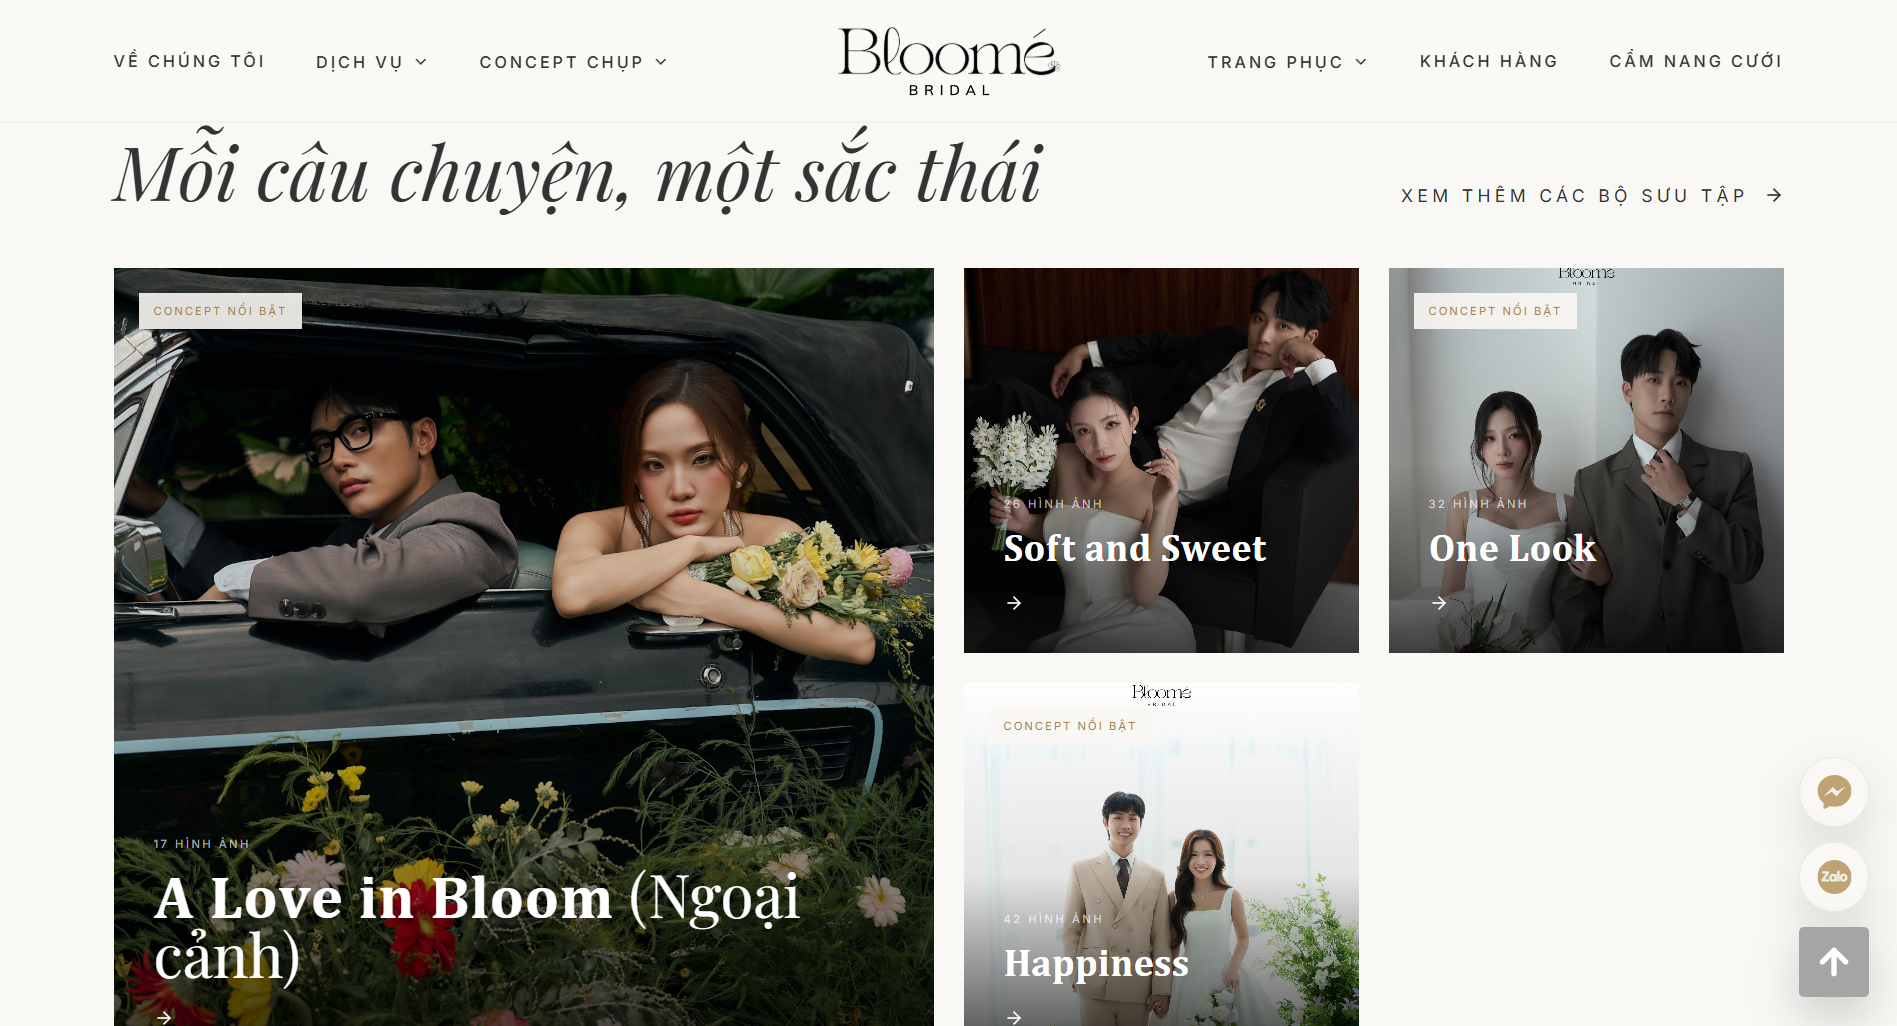 VỀ CHÚNG TÔI
DỊCH VỤ
CONCEPT CHỤP
Bloomé
BRIDAL
TRANG PHỤC
KHÁCH HÀNG
CẨM NANG CƯỚI
Mỗi câu chuyện, một sắc thái
XEM THÊM CÁC BỘ SƯU TẬP
CONCEPT NỔI BẬT
17 HÌNH ẢNH
A Love in Bloom (Ngoại
cảnh)
26 HÌNH ẢNH
Soft and Sweet
Bloomé
BRIDAL
CONCEPT NỔI BẬT
32 HÌNH ẢNH
One Look
Bloomé
BRIDAL
CONCEPT NỔI BẬT
42 HÌNH ẢNH
Happiness
Zalo